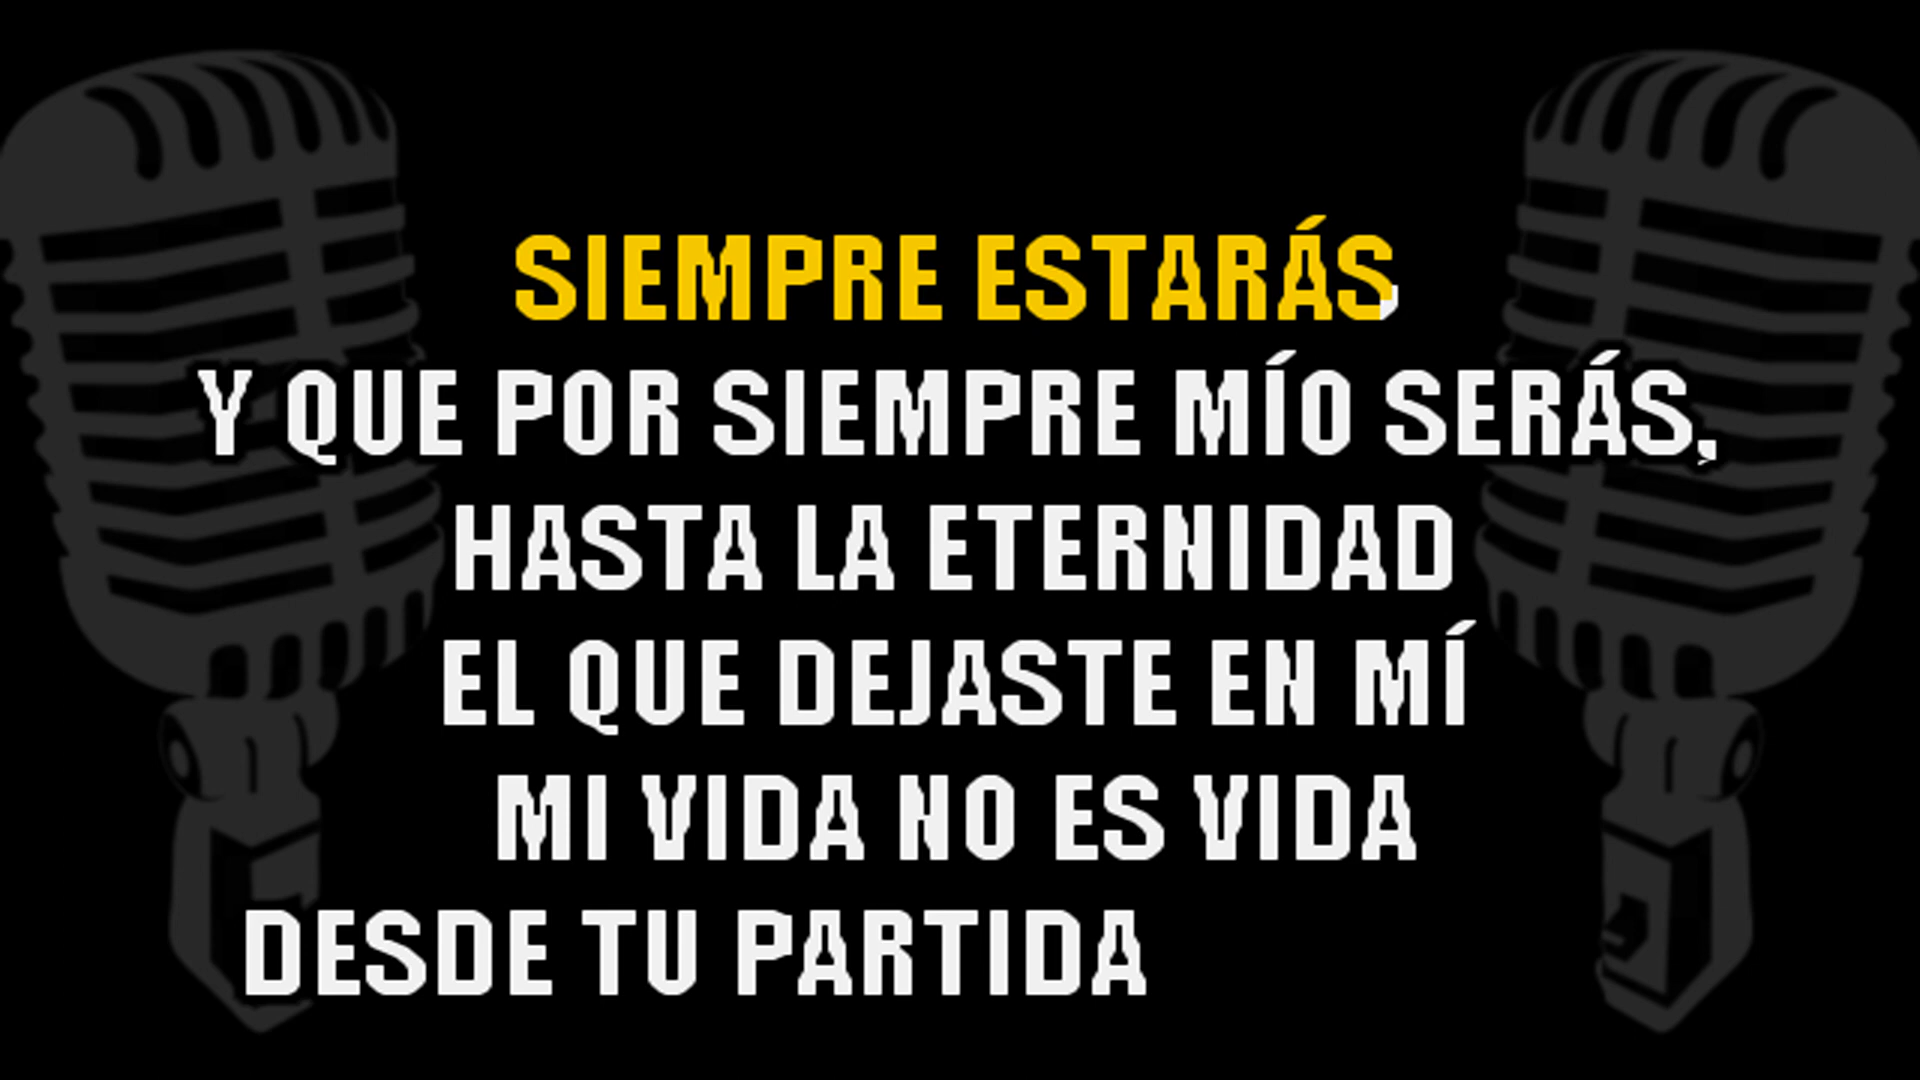 SIEMPRE ESTARÁS,
Y QUE POR SIEMPRE MÍO SERÁS,
HASTA LA ETERNIDAD
EL QUE DEJASTE EN MÍ
MI VIDA NO ES VIDA
DESDE TU PARTIDA